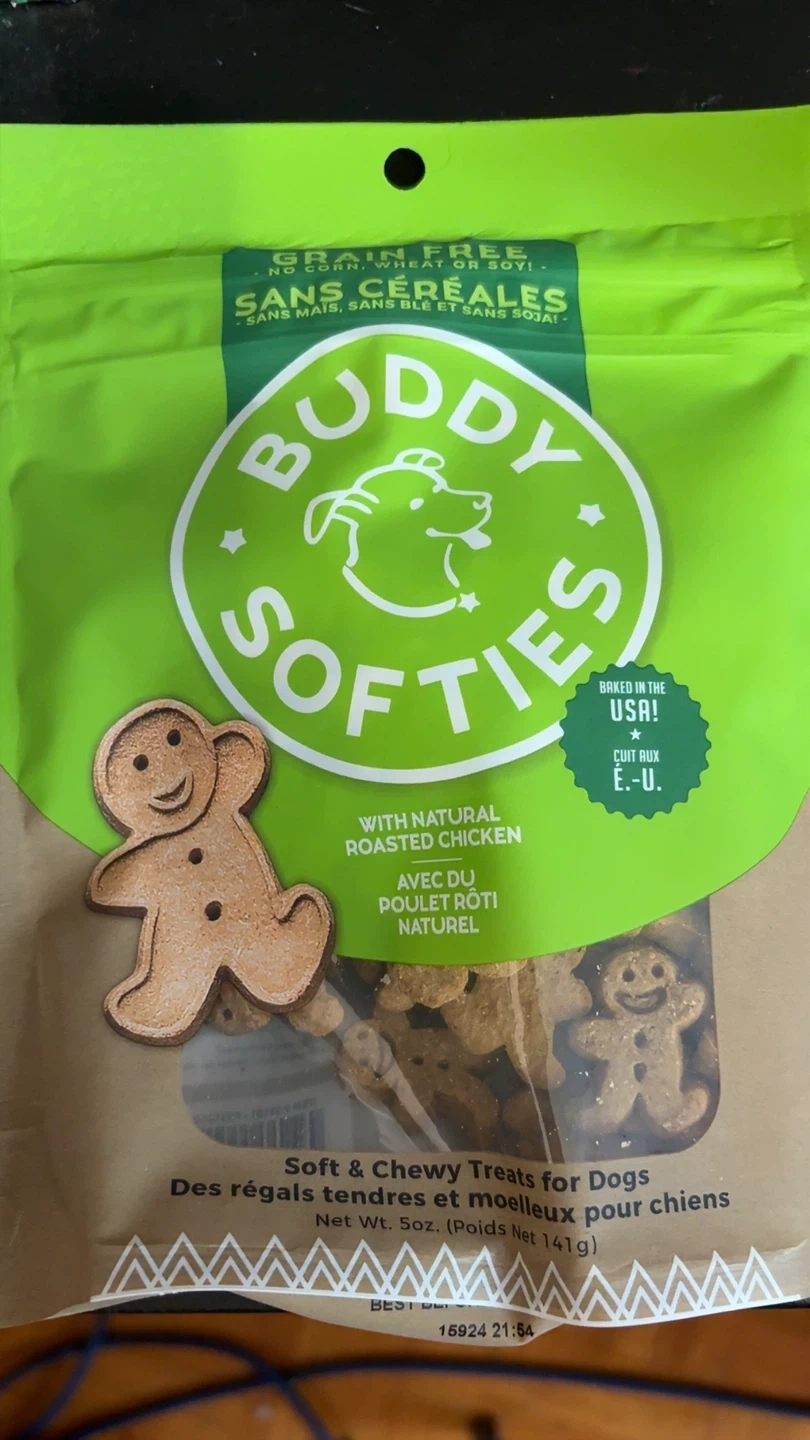 GRAIN FREE
- NO CORN, WHEAT OR SOY! -
SANS CÉRÉALES
- SANS MAÏS, SANS BLÉ ET SANS SOJA! -
BUDDY
SOFTIES
BAKED IN THE
USA!
CUIT AUX
É.-U.
WITH NATURAL
ROASTED CHICKEN
AVEC DU
POULET RÔTI
NATUREL
Soft & Chewy Treats for Dogs
Des régals tendres et moelleux pour chiens
Net Wt. 5oz. (Poids Net 141g)
BEST
15924 21:54